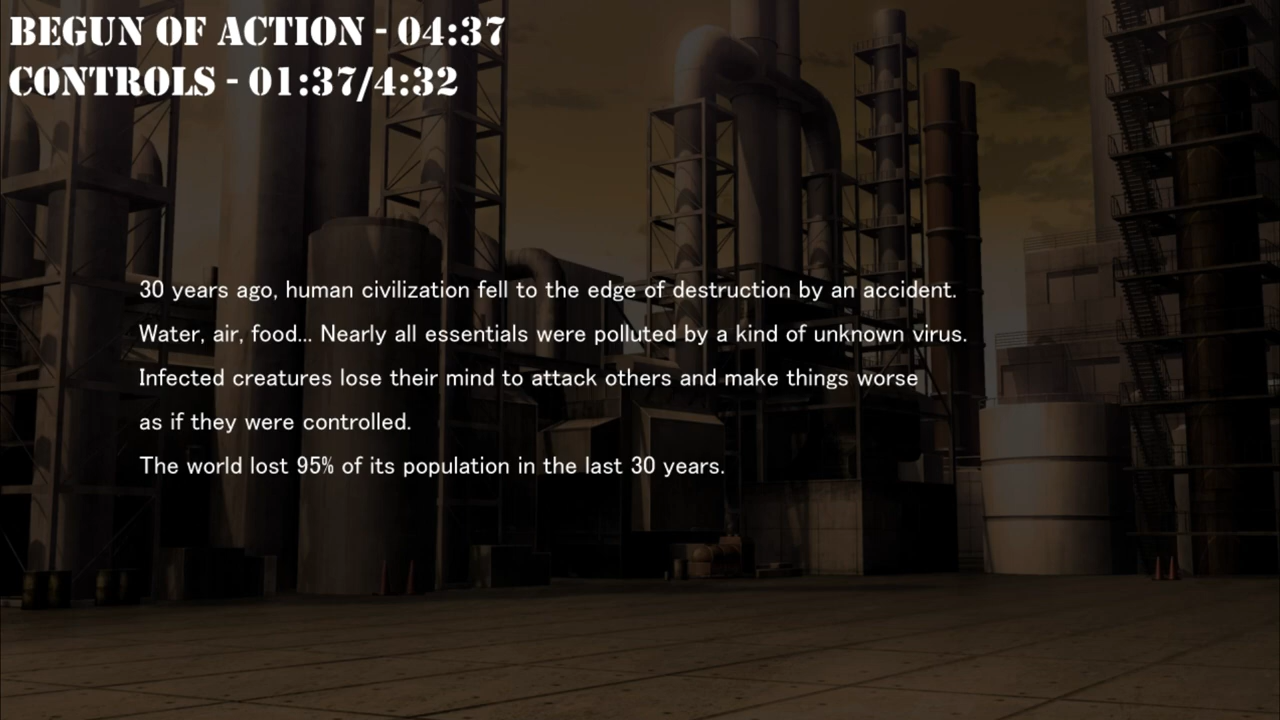 BEGUN OF ACTION - 04:37
CONTROLS - 01:37/4:32
30 years ago, human civilization fell to the edge of destruction by an accident.
Water, air, food... Nearly all essentials were polluted by a kind of unknown virus.
Infected creatures lose their mind to attack others and make things worse
as if they were controlled.
The world lost 95% of its population in the last 30 years.